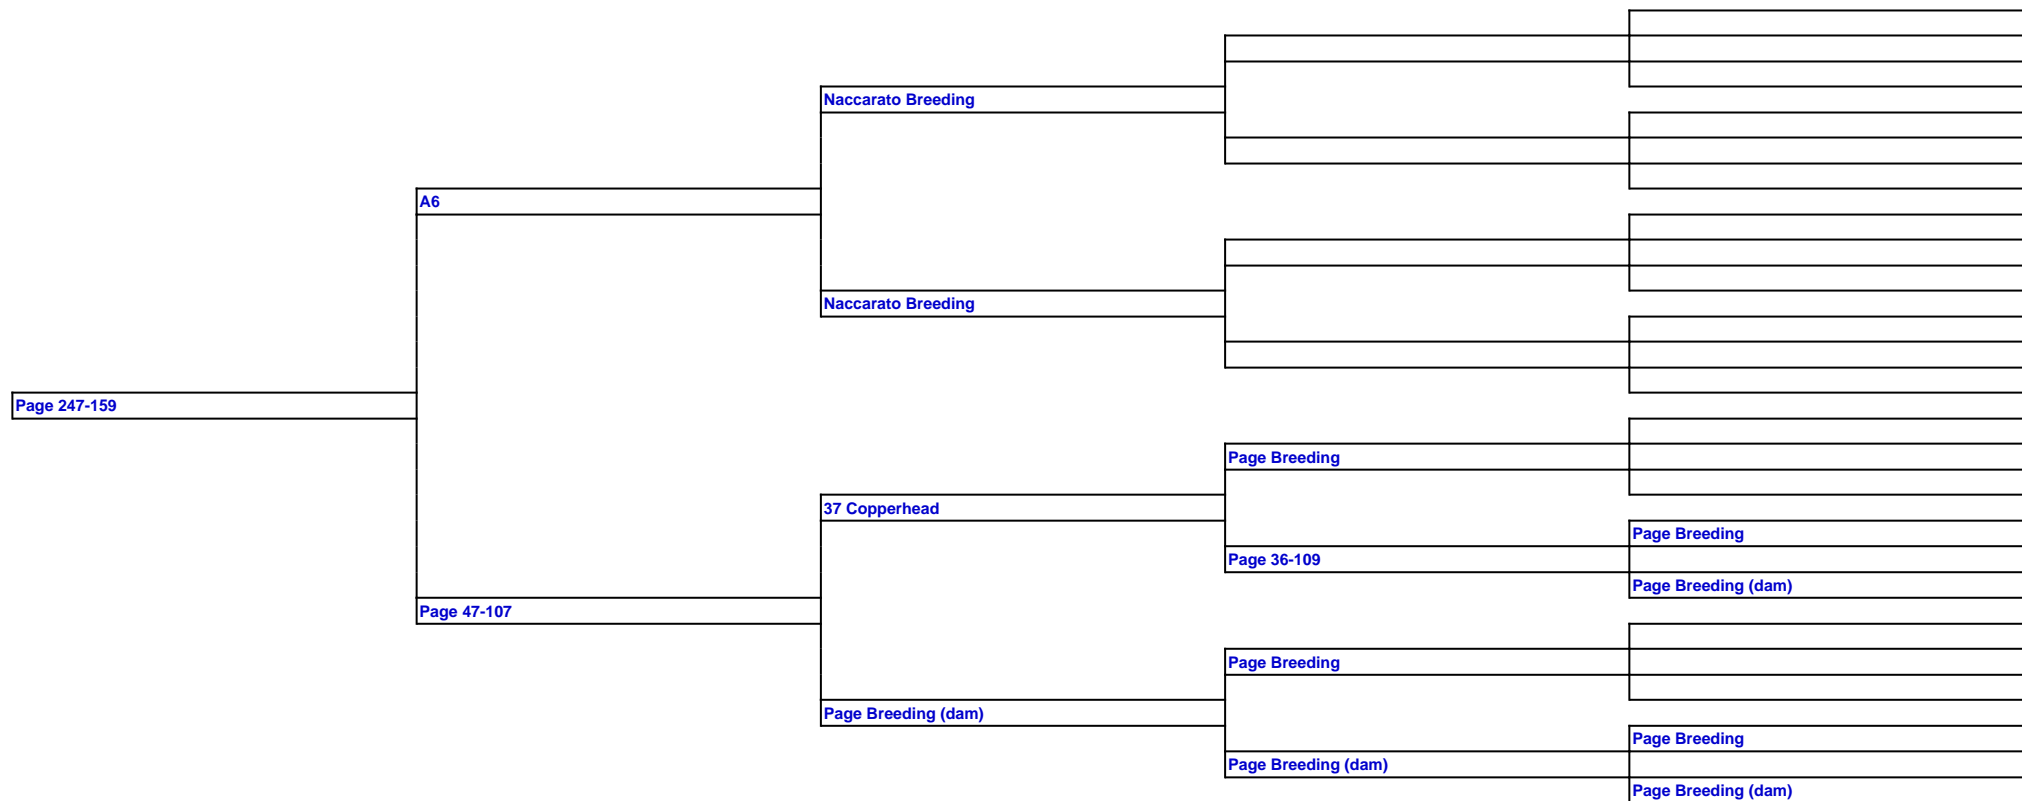 Naccarato Breeding
A6
Naccarato Breeding
Page 247-159
Page Breeding
37 Copperhead
Page Breeding
Page 36-109
Page Breeding (dam)
Page 47-107
Page Breeding
Page Breeding (dam)
Page Breeding
Page Breeding (dam)
Page Breeding (dam)